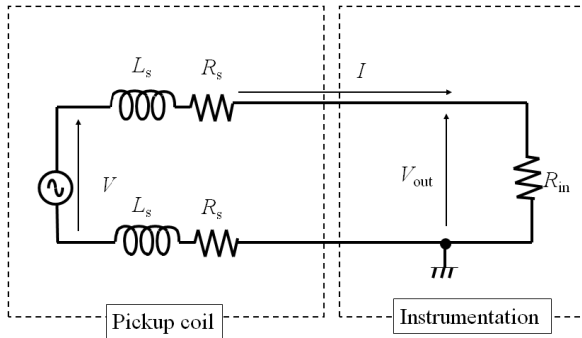 L_s R_s I
V V_out R_in
L_s R_s
Pickup coil Instrumentation